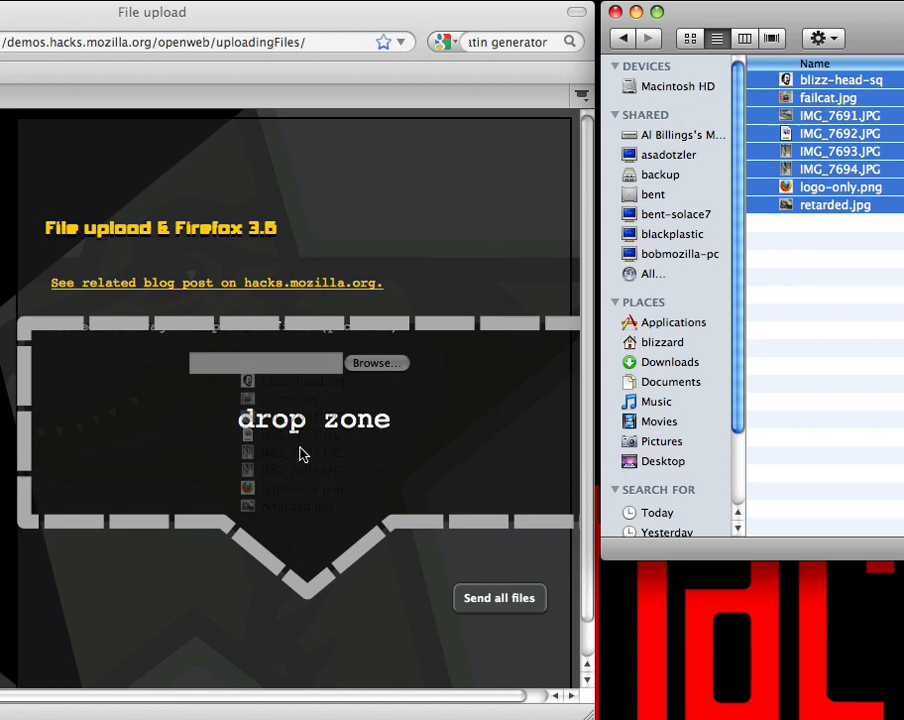 File upload
/demos.hacks.mozilla.org/openweb/uploadingFiles/
atin generator
File upload & Firefox 3.6
See related blog post on hacks.mozilla.org.
Browse...
drop zone
Send all files
DEVICES
Macintosh HD
SHARED
Al Billings's M...
asadotzler
backup
bent
bent-solace7
blackplastic
bobmozilla-pc
All...
PLACES
Applications
blizzard
Downloads
Documents
Music
Movies
Pictures
Desktop
SEARCH FOR
Today
Yesterday
Name
blizz-head-sq
failcat.jpg
IMG_7691.JPG
IMG_7692.JPG
IMG_7693.JPG
IMG_7694.JPG
logo-only.png
retarded.jpg